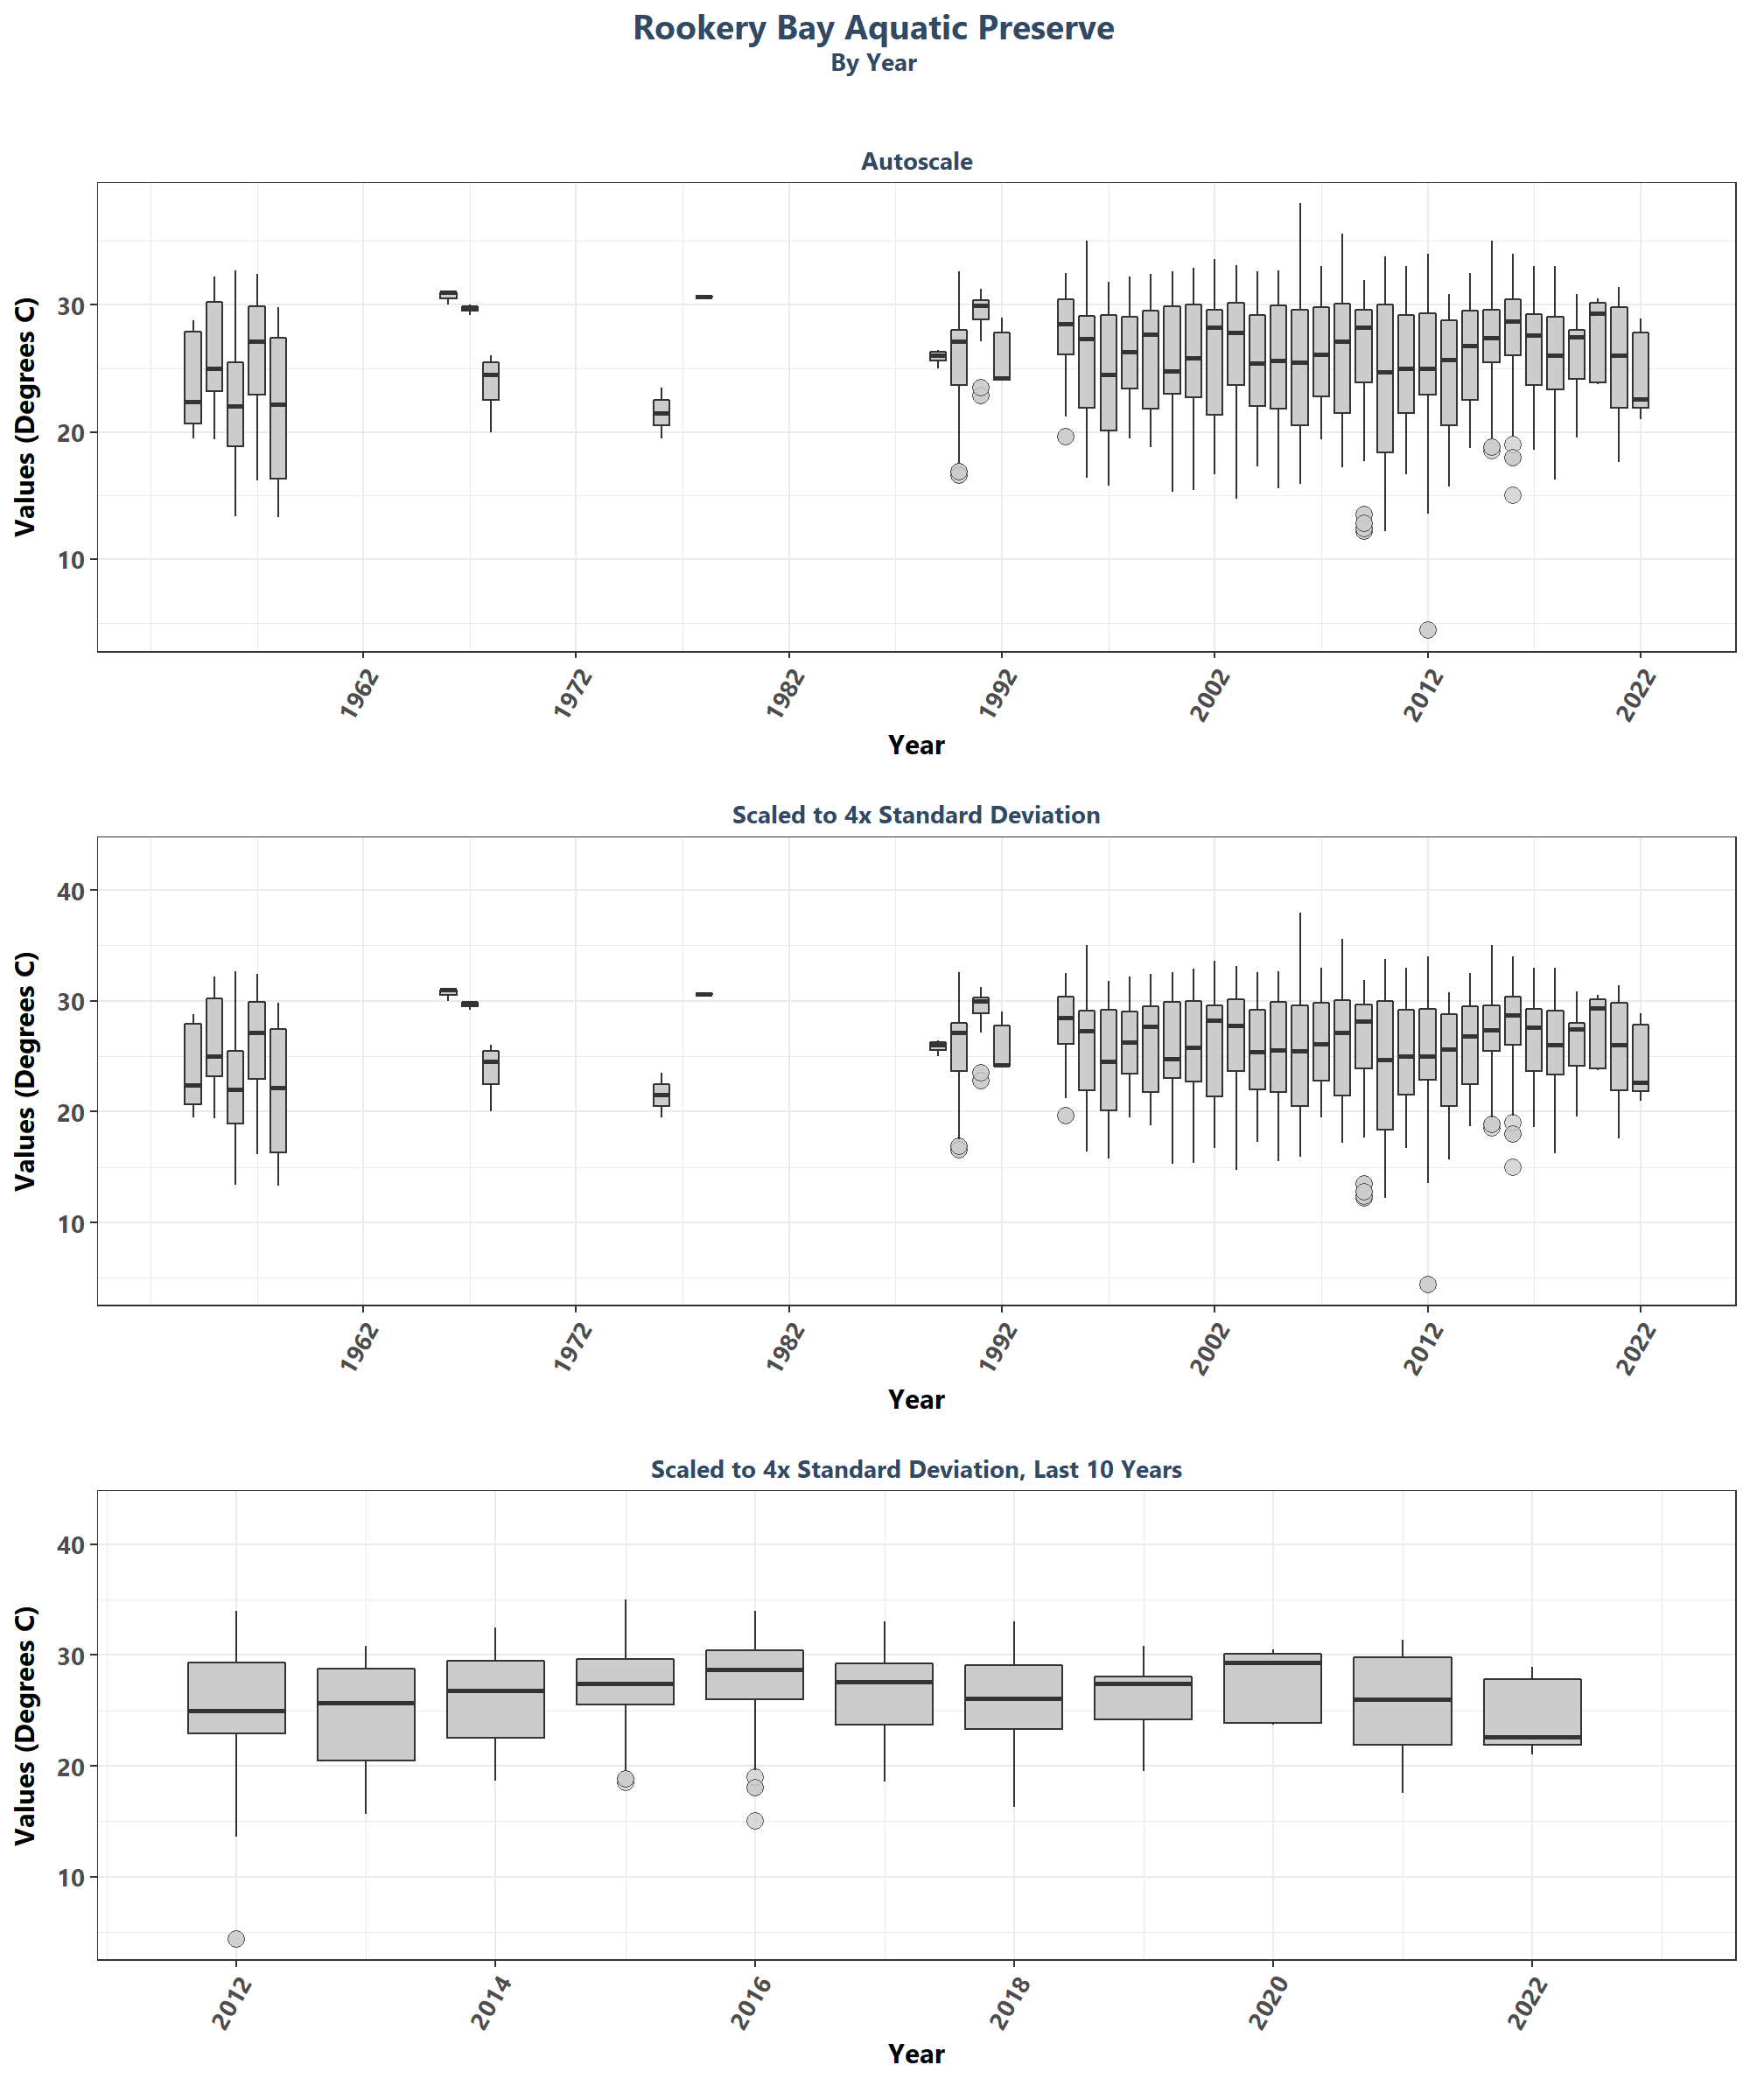 Rookery Bay Aquatic Preserve
By Year
Autoscale
Values (Degrees C)
30
20
10
1962 1972 1982 1992 2002 2012 2022
Year
Scaled to 4x Standard Deviation
Values (Degrees C)
40
30
20
10
1962 1972 1982 1992 2002 2012 2022
Year
Scaled to 4x Standard Deviation, Last 10 Years
Values (Degrees C)
40
30
20
10
2012 2014 2016 2018 2020 2022
Year